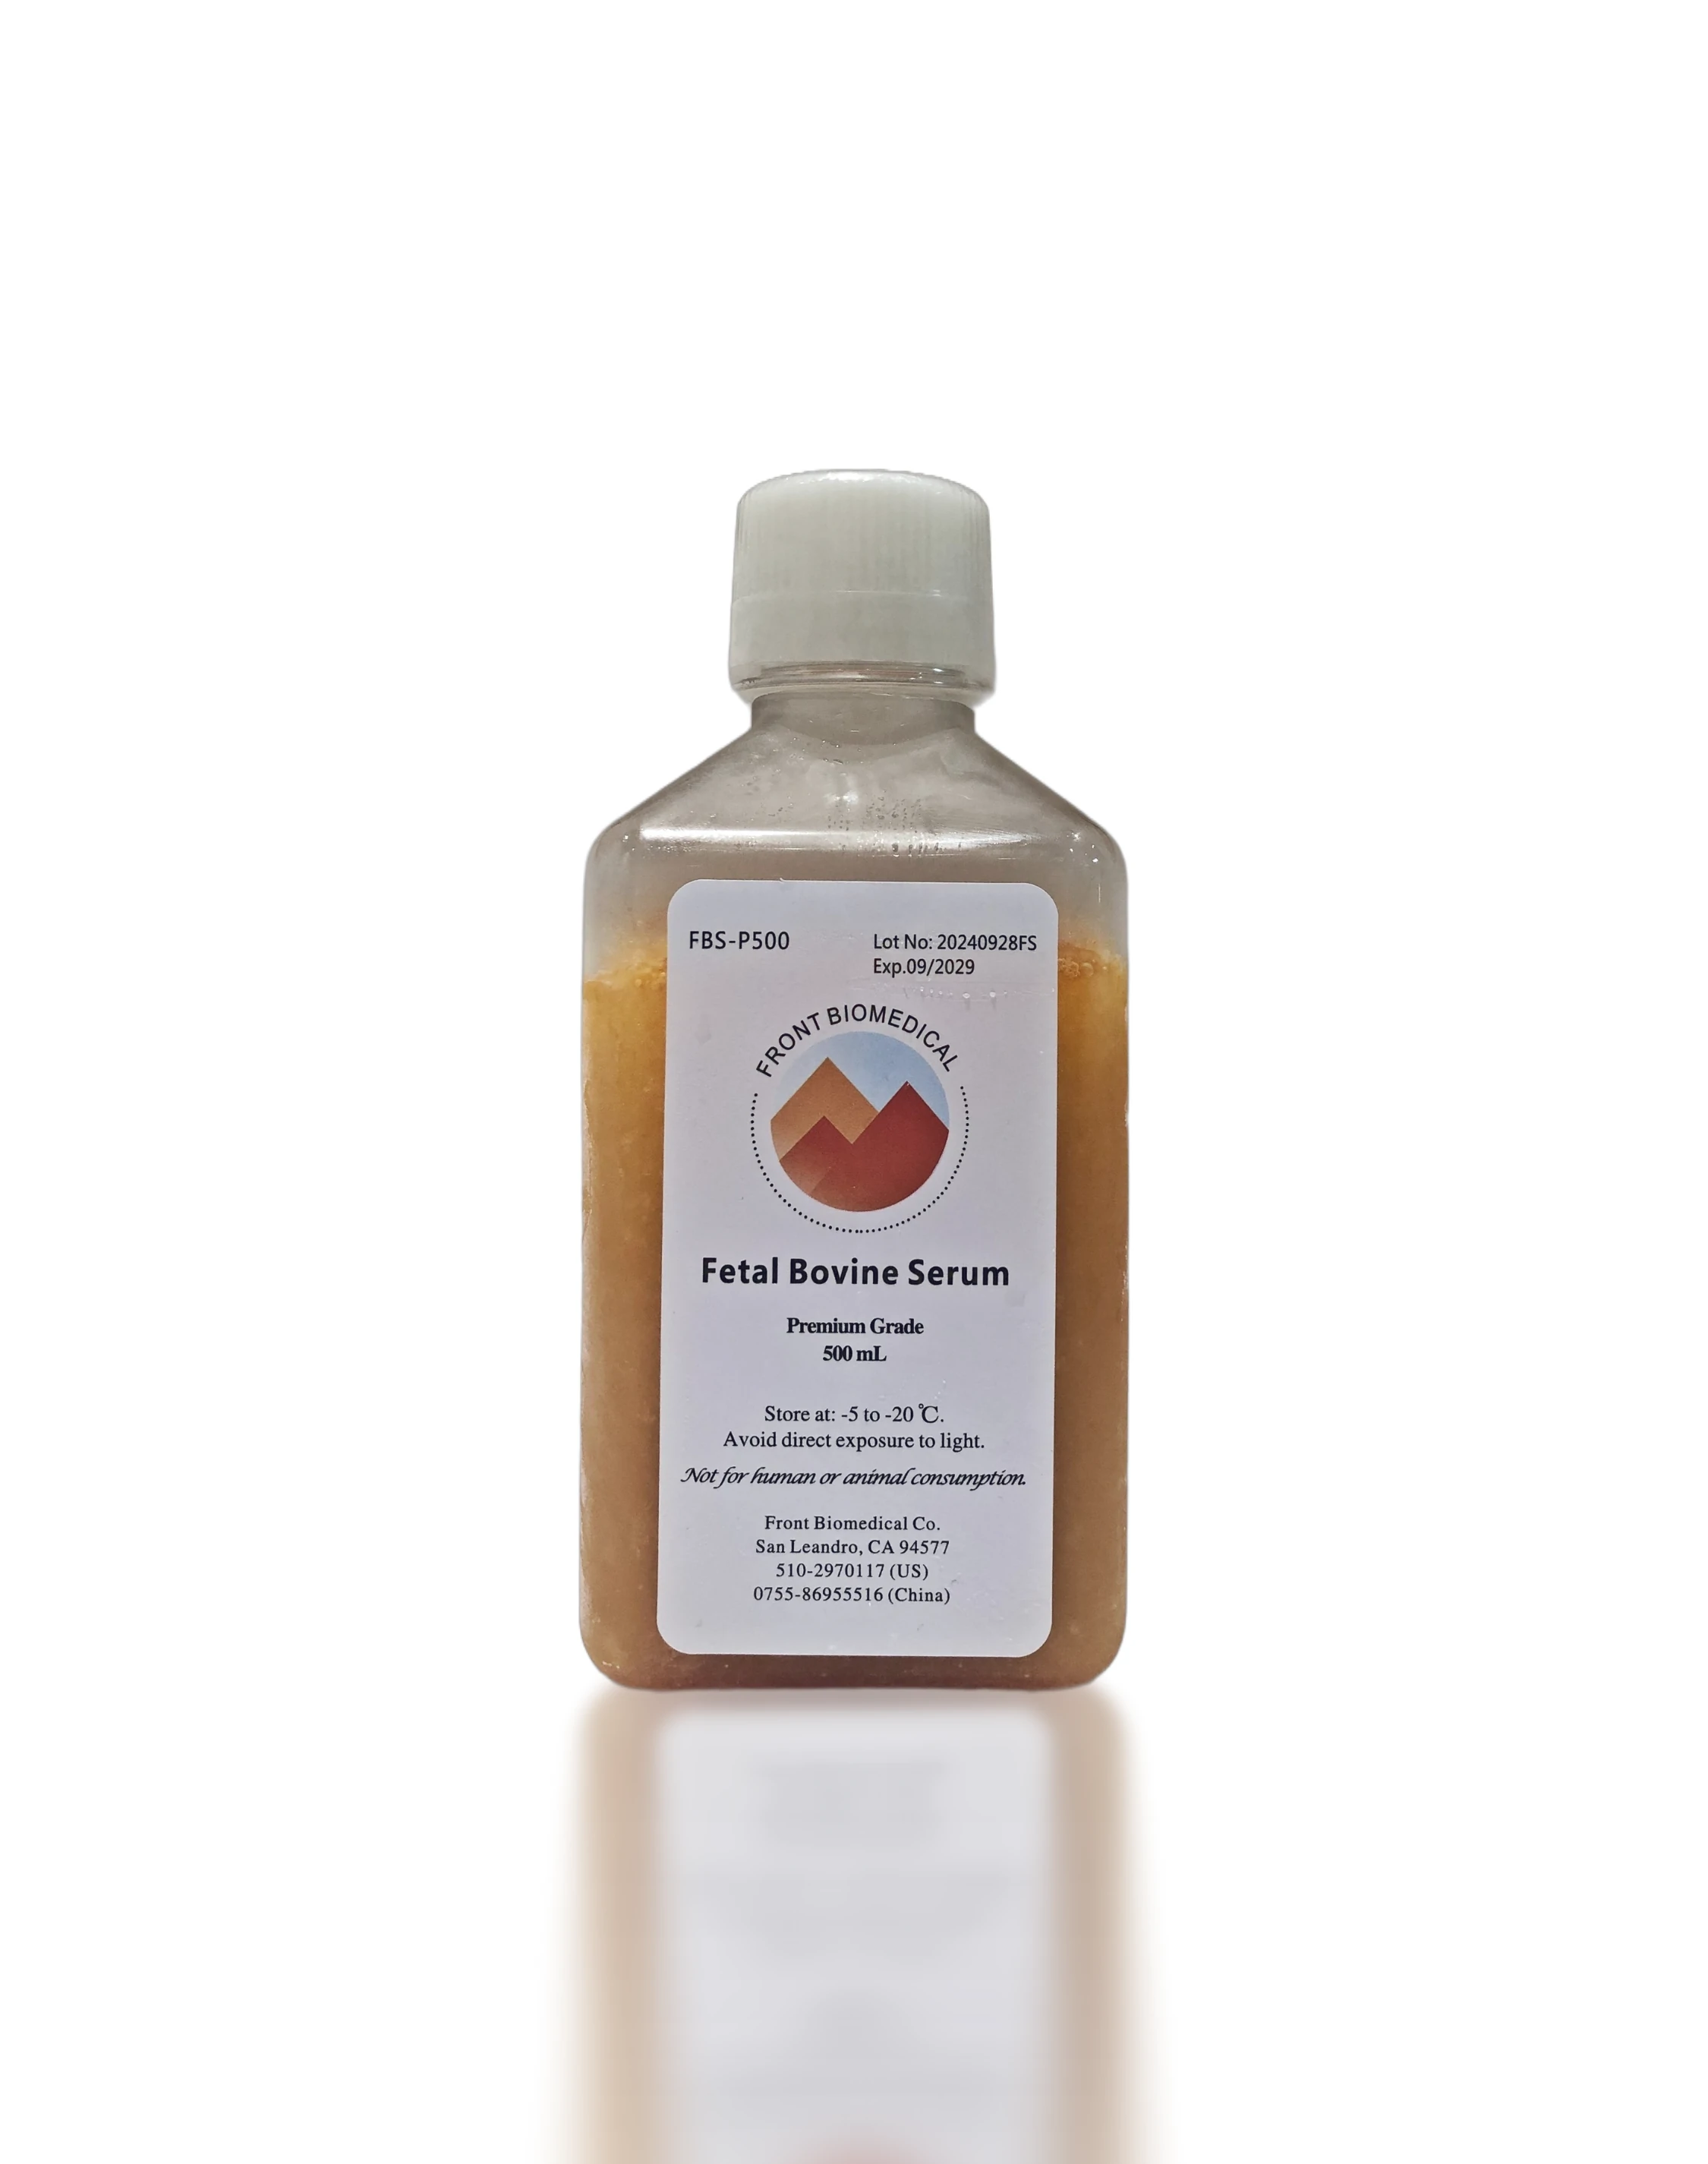 FBS-P500
Lot No: 20240928FS
Exp.09/2029
FRONT BIOMEDICAL
Fetal Bovine Serum
Premium Grade
500 mL
Store at: -5 to -20 ℃.
Avoid direct exposure to light.
Not for human or animal consumption.
Front Biomedical Co.
San Leandro, CA 94577
510-2970117 (US)
0755-86955516 (China)